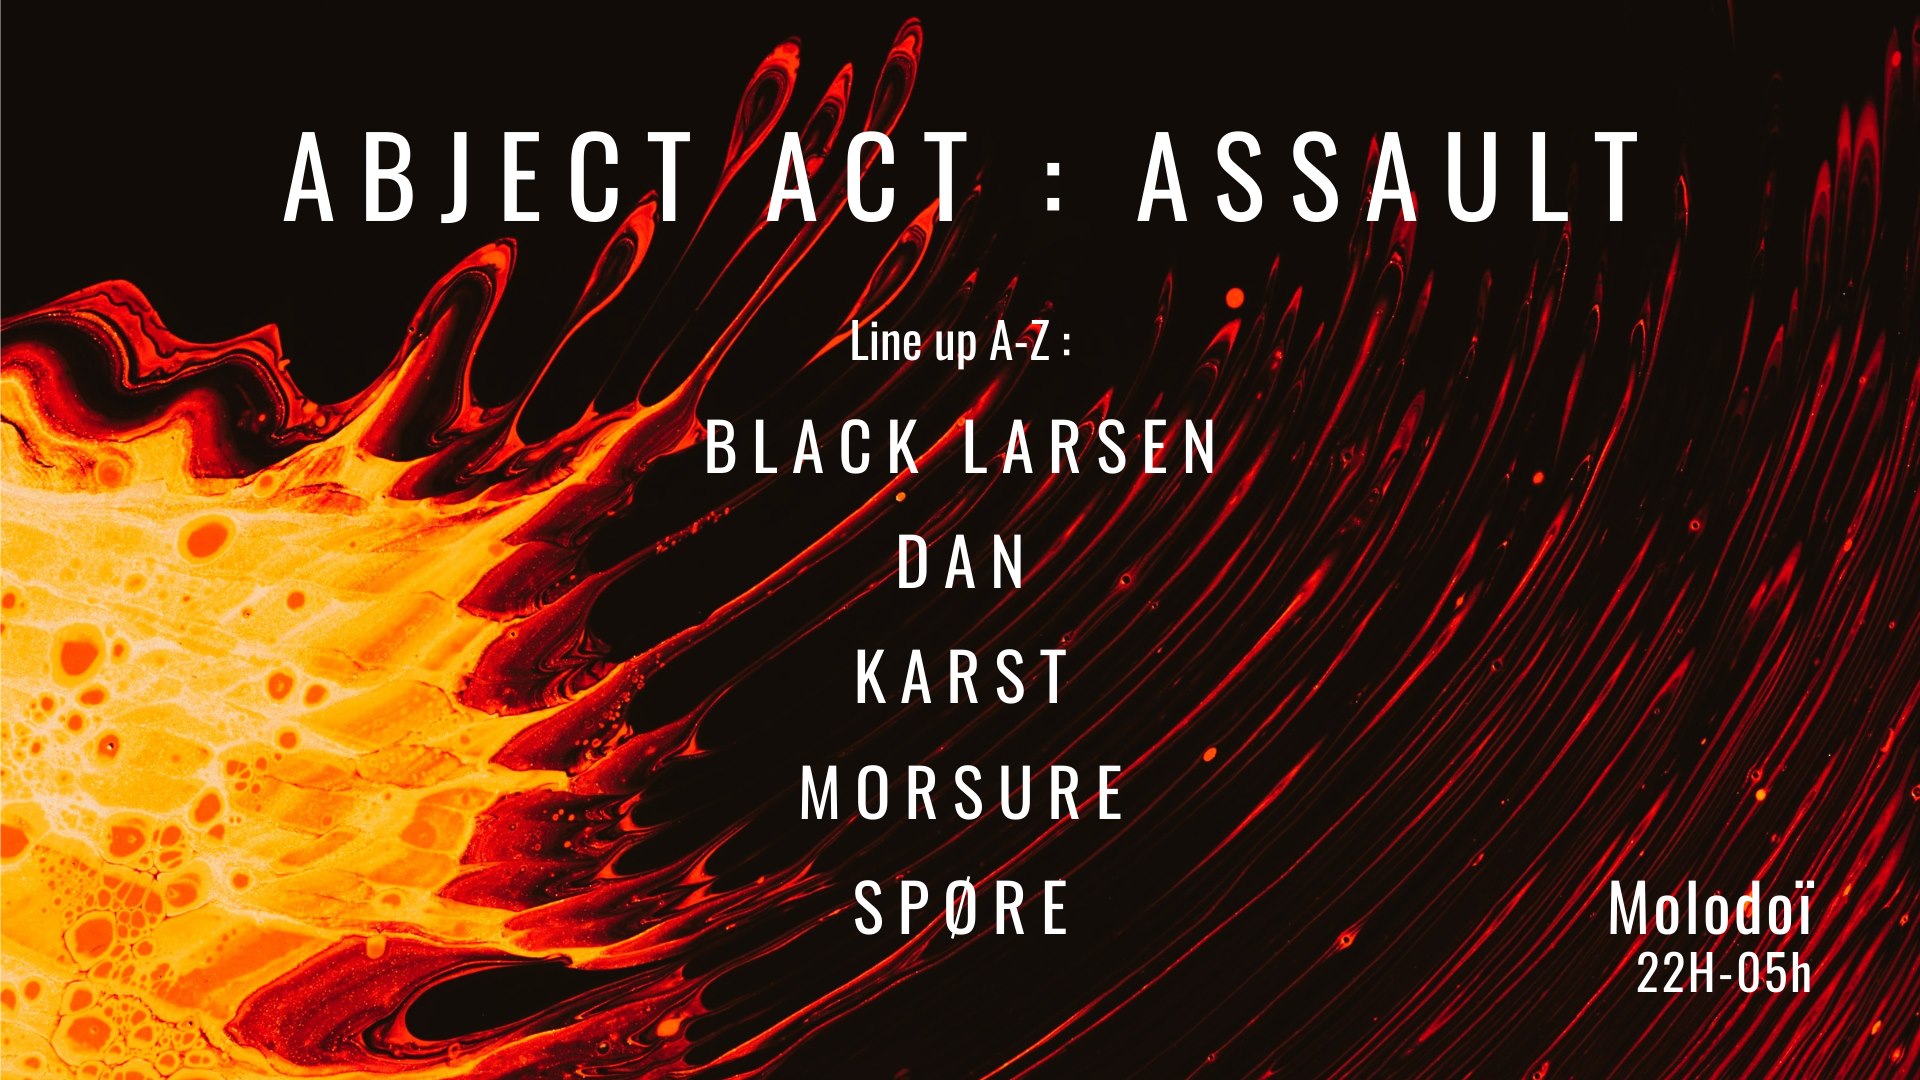 ABJECT ACT : ASSAULT
Line up A-Z :
BLACK LARSEN
DAN
KARST
MORSURE
SPØRE
Molodoï
22H-05h